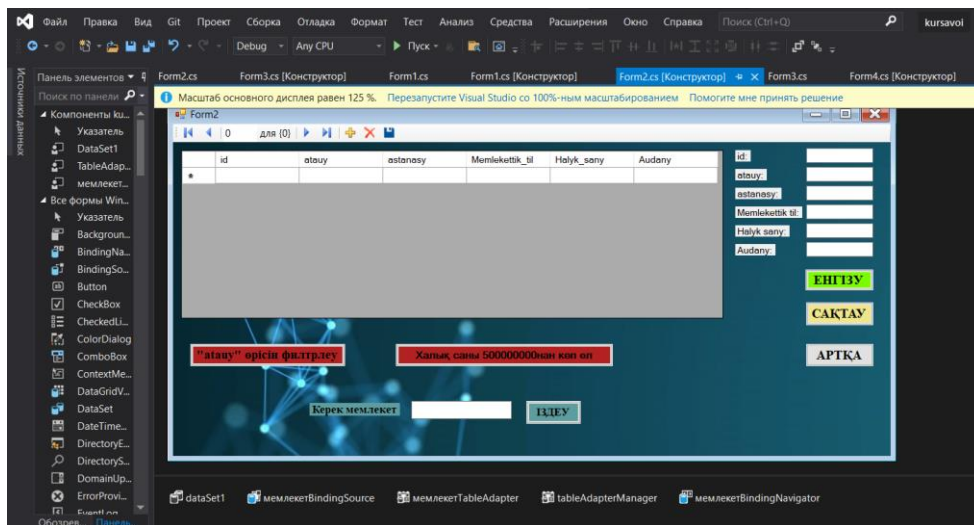 Файл Правка Вид Git Проект Сборка Отладка Формат Тест Анализ Средства Расширения Окно Справка Поиск (Ctrl+Q) kursavoi
Debug Any CPU Пуск
Источники данных
Панель элементов Form2.cs Form3.cs [Конструктор] Form1.cs Form1.cs [Конструктор] Form2.cs [Конструктор] Form3.cs Form4.cs [Конструктор]
Поиск по панели Масштаб основного дисплея равен 125 %. Перезапустите Visual Studio со 100%-ным масштабированием Помогите мне принять решение
Компоненты ku...
Указатель
DataSet1
TableAdap...
мемлекет...
Все формы Win...
Указатель
Backgroun...
BindingNa...
BindingSo...
Button
CheckBox
CheckedLi...
ColorDialog
ComboBox
ContextMe...
DataGridV...
DataSet
DateTime...
DirectoryE...
DirectoryS...
DomainUp...
ErrorProvi...
EventLog
Обозрев... Панель...
Form2
0 для {0}
id atauy astanasy Memlekettik_til Halyk_sany Audany
*
id:
atauy:
astanasy:
Memlekettik til:
Halyk sany:
Audany:
ЕНГІЗУ
САҚТАУ
АРТҚА
"atauy" өрісін филтрлеу Халық саны 500000000нан көп ол
Керек мемлекет ІЗДЕУ
dataSet1 мемлекетBindingSource мемлекетTableAdapter tableAdapterManager мемлекетBindingNavigator